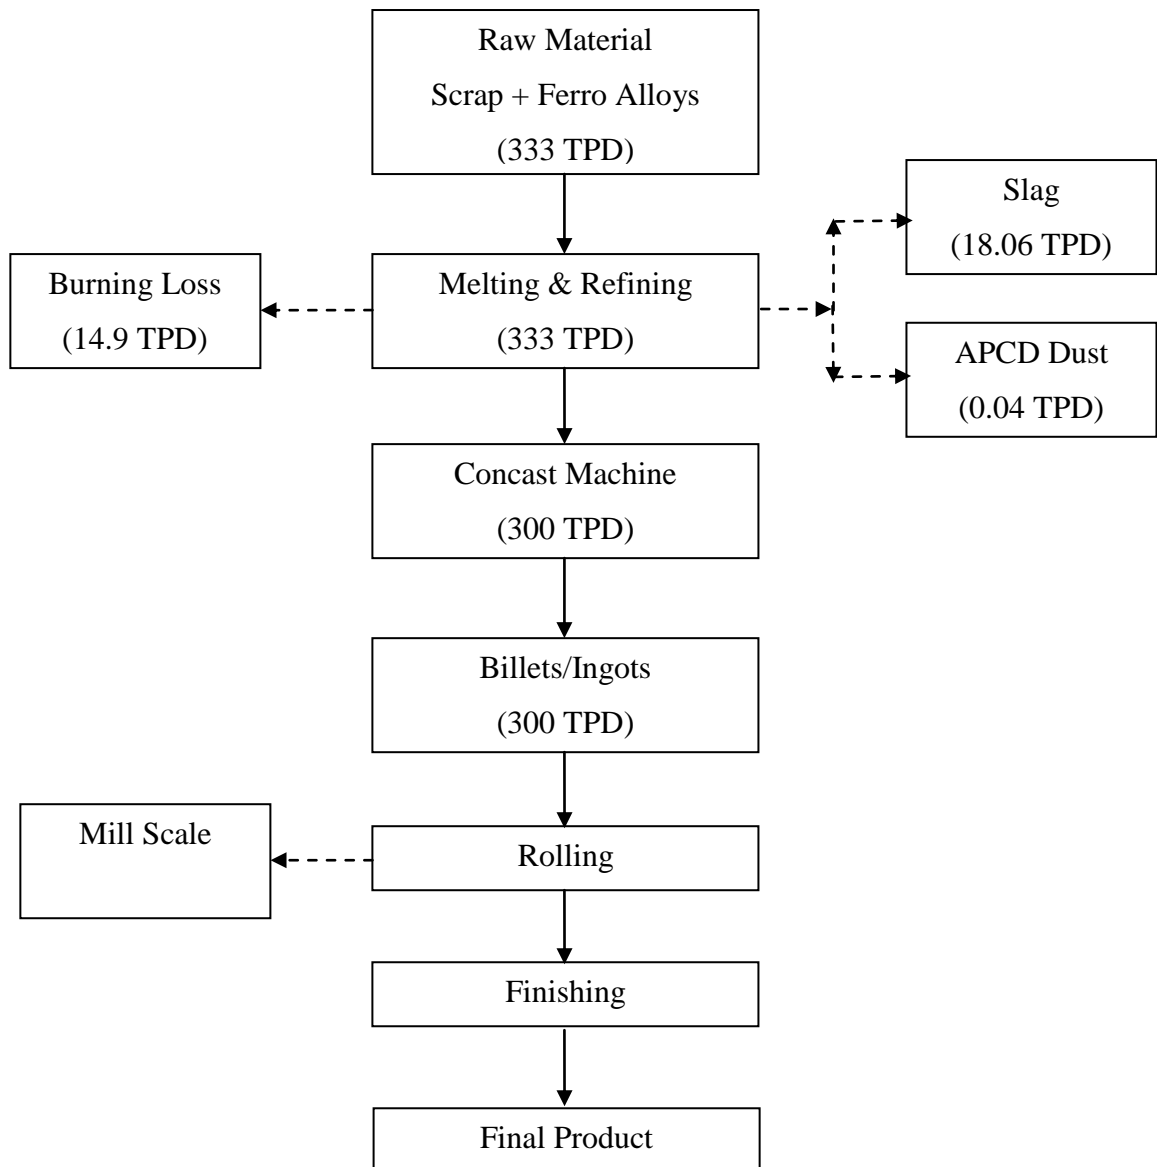 Raw Material
Scrap + Ferro Alloys
(333 TPD)
Slag
(18.06 TPD)
Burning Loss
(14.9 TPD)
Melting & Refining
(333 TPD)
APCD Dust
(0.04 TPD)
Concast Machine
(300 TPD)
Billets/Ingots
(300 TPD)
Mill Scale
Rolling
Finishing
Final Product